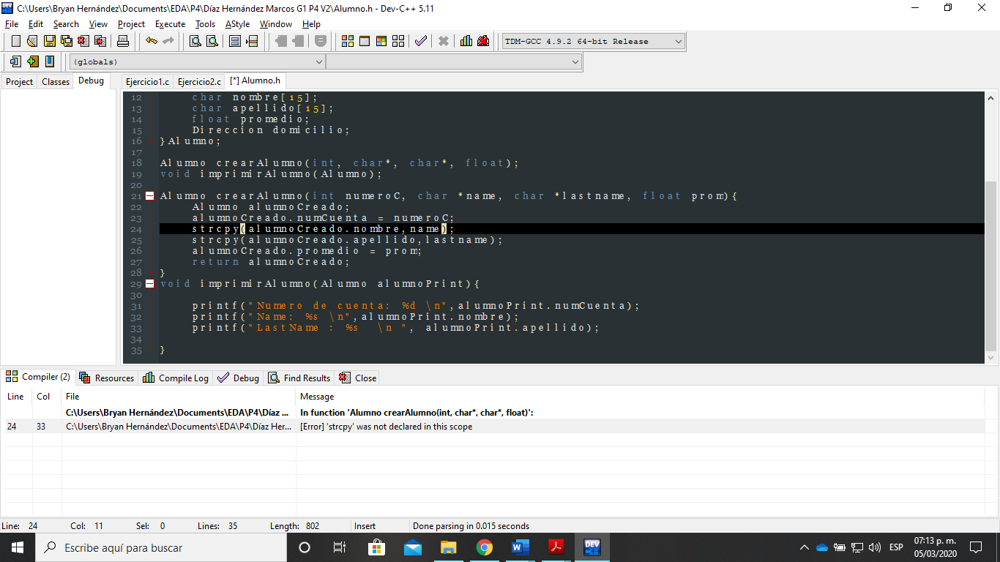 C:\Users\Bryan Hernández\Documents\EDA\P4\Díaz Hernández Marcos G1 P4 V2\Alumno.h - Dev-C++ 5.11
File Edit Search View Project Execute Tools AStyle Window Help
TDM-GCC 4.9.2 64-bit Release
(globals)
Project Classes Debug Ejercicio1.c Ejercicio2.c [*] Alumno.h
12 char nombre[15];
13 char apellido[15];
14 float promedio;
15 Direccion domicilio;
16 }Alumno;
17
18 Alumno crearAlumno(int, char*, char*, float);
19 void imprimirAlumno(Alumno);
20
21 Alumno crearAlumno(int numeroC, char *name, char *lastname, float prom){
22 Alumno alumnoCreado;
23 alumnoCreado.numCuenta = numeroC;
24 strcpy(alumnoCreado.nombre,name);
25 strcpy(alumnoCreado.apellido,lastname);
26 alumnoCreado.promedio = prom;
27 return alumnoCreado;
28 }
29 void imprimirAlumno(Alumno alumnoPrint){
30
31 printf("Numero de cuenta: %d \n",alumnoPrint.numCuenta);
32 printf("Name: %s \n",alumnoPrint.nombre);
33 printf("LastName : %s  \n ", alumnoPrint.apellido);
34
35 }
Compiler (2) Resources Compile Log Debug Find Results Close
Line Col File Message
C:\Users\Bryan Hernández\Documents\EDA\P4\Díaz ... In function 'Alumno crearAlumno(int, char*, char*, float)':
24 33 C:\Users\Bryan Hernández\Documents\EDA\P4\Díaz Her... [Error] 'strcpy' was not declared in this scope
Line: 24 Col: 11 Sel: 0 Lines: 35 Length: 802 Insert Done parsing in 0.015 seconds
Escribe aquí para buscar
ESP
07:13 p. m.
05/03/2020